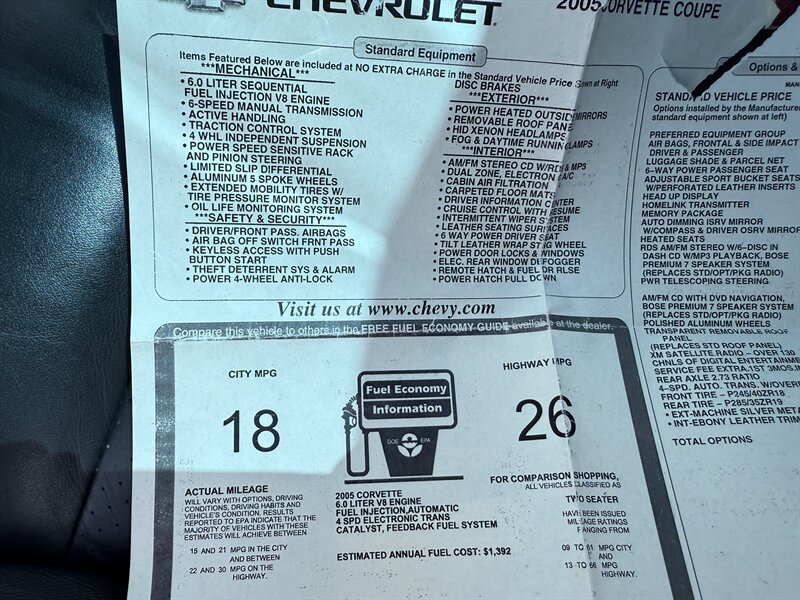 CHEVROLET
2005 CORVETTE COUPE
Standard Equipment
Items Featured Below are included at NO EXTRA CHARGE in the Standard Vehicle Price Shown at Right
***MECHANICAL***
• 6.0 LITER SEQUENTIAL
FUEL INJECTION V8 ENGINE
• 6-SPEED MANUAL TRANSMISSION
• ACTIVE HANDLING
• TRACTION CONTROL SYSTEM
• 4 WHL INDEPENDENT SUSPENSION
• POWER SPEED SENSITIVE RACK
AND PINION STEERING
• LIMITED SLIP DIFFERENTIAL
• ALUMINUM 5 SPOKE WHEELS
• EXTENDED MOBILITY TIRES W/
TIRE PRESSURE MONITOR SYSTEM
• OIL LIFE MONITORING SYSTEM
***SAFETY & SECURITY***
• DRIVER/FRONT PASS. AIRBAGS
• AIR BAG OFF SWITCH FRNT PASS
• KEYLESS ACCESS WITH PUSH
BUTTON START
• THEFT DETERRENT SYS & ALARM
• POWER 4-WHEEL ANTI-LOCK
DISC BRAKES
***EXTERIOR***
• POWER HEATED OUTSIDE MIRRORS
• REMOVABLE ROOF PANEL
• HID XENON HEADLAMPS
• FOG & DAYTIME RUNNING LAMPS
***INTERIOR***
• AM/FM STEREO CD W/RDS & MP3
• DUAL ZONE, ELECTRONIC A/C
• CABIN AIR FILTRATION
• CARPETED FLOOR MATS
• DRIVER INFORMATION CENTER
• CRUISE CONTROL WITH RESUME
• INTERMITTENT WIPER SYSTEM
• LEATHER SEATING SURFACES
• 6 WAY POWER DRIVER SEAT
• TILT LEATHER WRAP STRG WHEEL
• POWER DOOR LOCKS & WINDOWS
• ELEC. REAR WINDOW DEFOGGER
• REMOTE HATCH & FUEL DR RLSE
• POWER HATCH PULL DOWN
Visit us at www.chevy.com
Options &
MAN
STANDARD VEHICLE PRICE
Options installed by the Manufacturer
standard equipment shown at left)
PREFERRED EQUIPMENT GROUP
AIR BAGS, FRONTAL & SIDE IMPACT
DRIVER & PASSENGER
LUGGAGE SHADE & PARCEL NET
6-WAY POWER PASSENGER SEAT
ADJUSTABLE SPORT BUCKET SEATS
W/PERFORATED LEATHER INSERTS
HEAD UP DISPLAY
HOMELINK TRANSMITTER
MEMORY PACKAGE
AUTO DIMMING ISRV MIRROR
W/COMPASS & DRIVER OSRV MIRROR
HEATED SEATS
RDS AM/FM STEREO W/6-DISC IN
DASH CD W/MP3 PLAYBACK, BOSE
PREMIUM 7 SPEAKER SYSTEM
(REPLACES STD/OPT/PKG RADIO)
PWR TELESCOPING STEERING
AM/FM CD WITH DVD NAVIGATION,
BOSE PREMIUM 7 SPEAKER SYSTEM
(REPLACES STD/OPT/PKG RADIO)
POLISHED ALUMINUM WHEELS
TRANSPARENT REMOVABLE ROOF
PANEL
(REPLACES STD ROOF PANEL)
XM SATELLITE RADIO - OVER 130
CHNLS OF DIGITAL ENTERTAINMENT
SERVICE FEE EXTRA.1ST 3MOS.
REAR AXLE 2.73 RATIO
4-SPD. AUTO. TRANS. W/OVER
FRONT TIRE - P245/40ZR18
REAR TIRE - P285/35ZR19
• EXT-MACHINE SILVER META
• INT-EBONY LEATHER TRIM
TOTAL OPTIONS
Compare this vehicle to others in the FREE FUEL ECONOMY GUIDE available at the dealer.
CITY MPG
18
Fuel Economy
Information
DOE EPA
HIGHWAY MPG
26
ACTUAL MILEAGE
WILL VARY WITH OPTIONS, DRIVING
CONDITIONS, DRIVING HABITS AND
VEHICLE'S CONDITION. RESULTS
REPORTED TO EPA INDICATE THAT THE
MAJORITY OF VEHICLES WITH THESE
ESTIMATES WILL ACHIEVE BETWEEN
15 AND 21 MPG IN THE CITY
AND BETWEEN
22 AND 30 MPG ON THE
HIGHWAY.
2005 CORVETTE
6.0 LITER V8 ENGINE
FUEL INJECTION,AUTOMATIC
4 SPD ELECTRONIC TRANS
CATALYST, FEEDBACK FUEL SYSTEM
ESTIMATED ANNUAL FUEL COST: $1,392
FOR COMPARISON SHOPPING,
ALL VEHICLES CLASSIFIED AS
TWO SEATER
HAVE BEEN ISSUED
MILEAGE RATINGS
RANGING FROM
09 TO 61 MPG CITY
AND
13 TO 66 MPG
HIGHWAY.